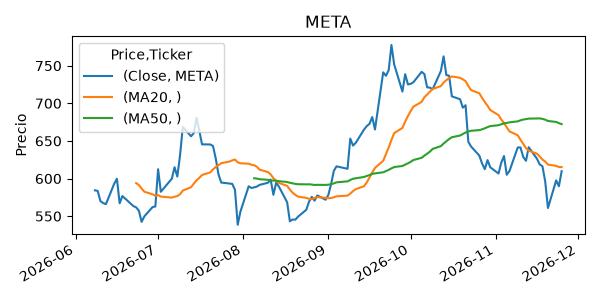 META
Price,Ticker
(Close, META)
(MA20, )
(MA50, )
Precio
750
700
650
600
550
2026-06
2026-07
2026-08
2026-09
2026-10
2026-11
2026-12